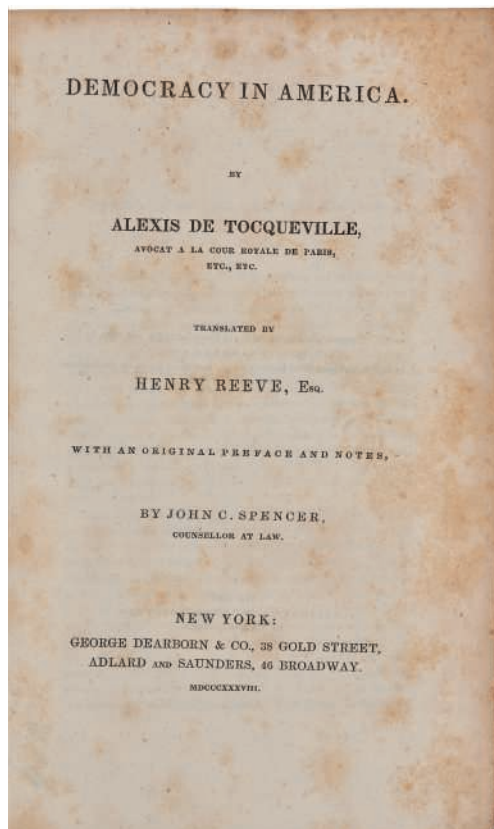 DEMOCRACY IN AMERICA.
BY
ALEXIS DE TOCQUEVILLE,
AVOCAT A LA COUR ROYALE DE PARIS,
ETC., ETC.
TRANSLATED BY
HENRY REEVE, Esq.
WITH AN ORIGINAL PREFACE AND NOTES,
BY JOHN C. SPENCER,
COUNSELLOR AT LAW.
NEW YORK:
GEORGE DEARBORN & CO., 38 GOLD STREET,
ADLARD AND SAUNDERS, 46 BROADWAY.
MDCCCXXXVIII.